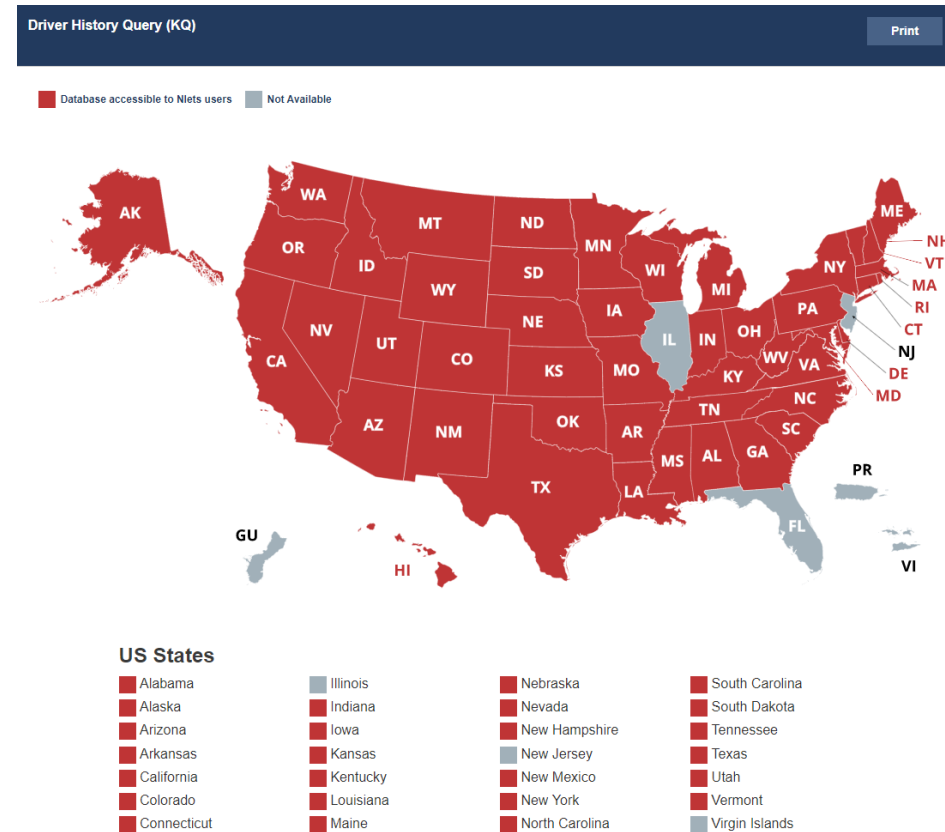 Driver History Query (KQ)
Print
Database accessible to Nlets users
Not Available
AK
WA
OR
ID
MT
WY
ND
SD
NE
MN
WI
IA
MI
NY
ME
NH
VT
MA
RI
CT
NJ
DE
MD
PA
OH
IN
IL
NV
UT
CO
CA
KS
MO
KY
WV
VA
NC
TN
SC
AZ
NM
OK
AR
MS
AL
GA
TX
LA
FL
PR
VI
GU
HI
US States
Alabama
Alaska
Arizona
Arkansas
California
Colorado
Connecticut
Illinois
Indiana
Iowa
Kansas
Kentucky
Louisiana
Maine
Nebraska
Nevada
New Hampshire
New Jersey
New Mexico
New York
North Carolina
South Carolina
South Dakota
Tennessee
Texas
Utah
Vermont
Virgin Islands